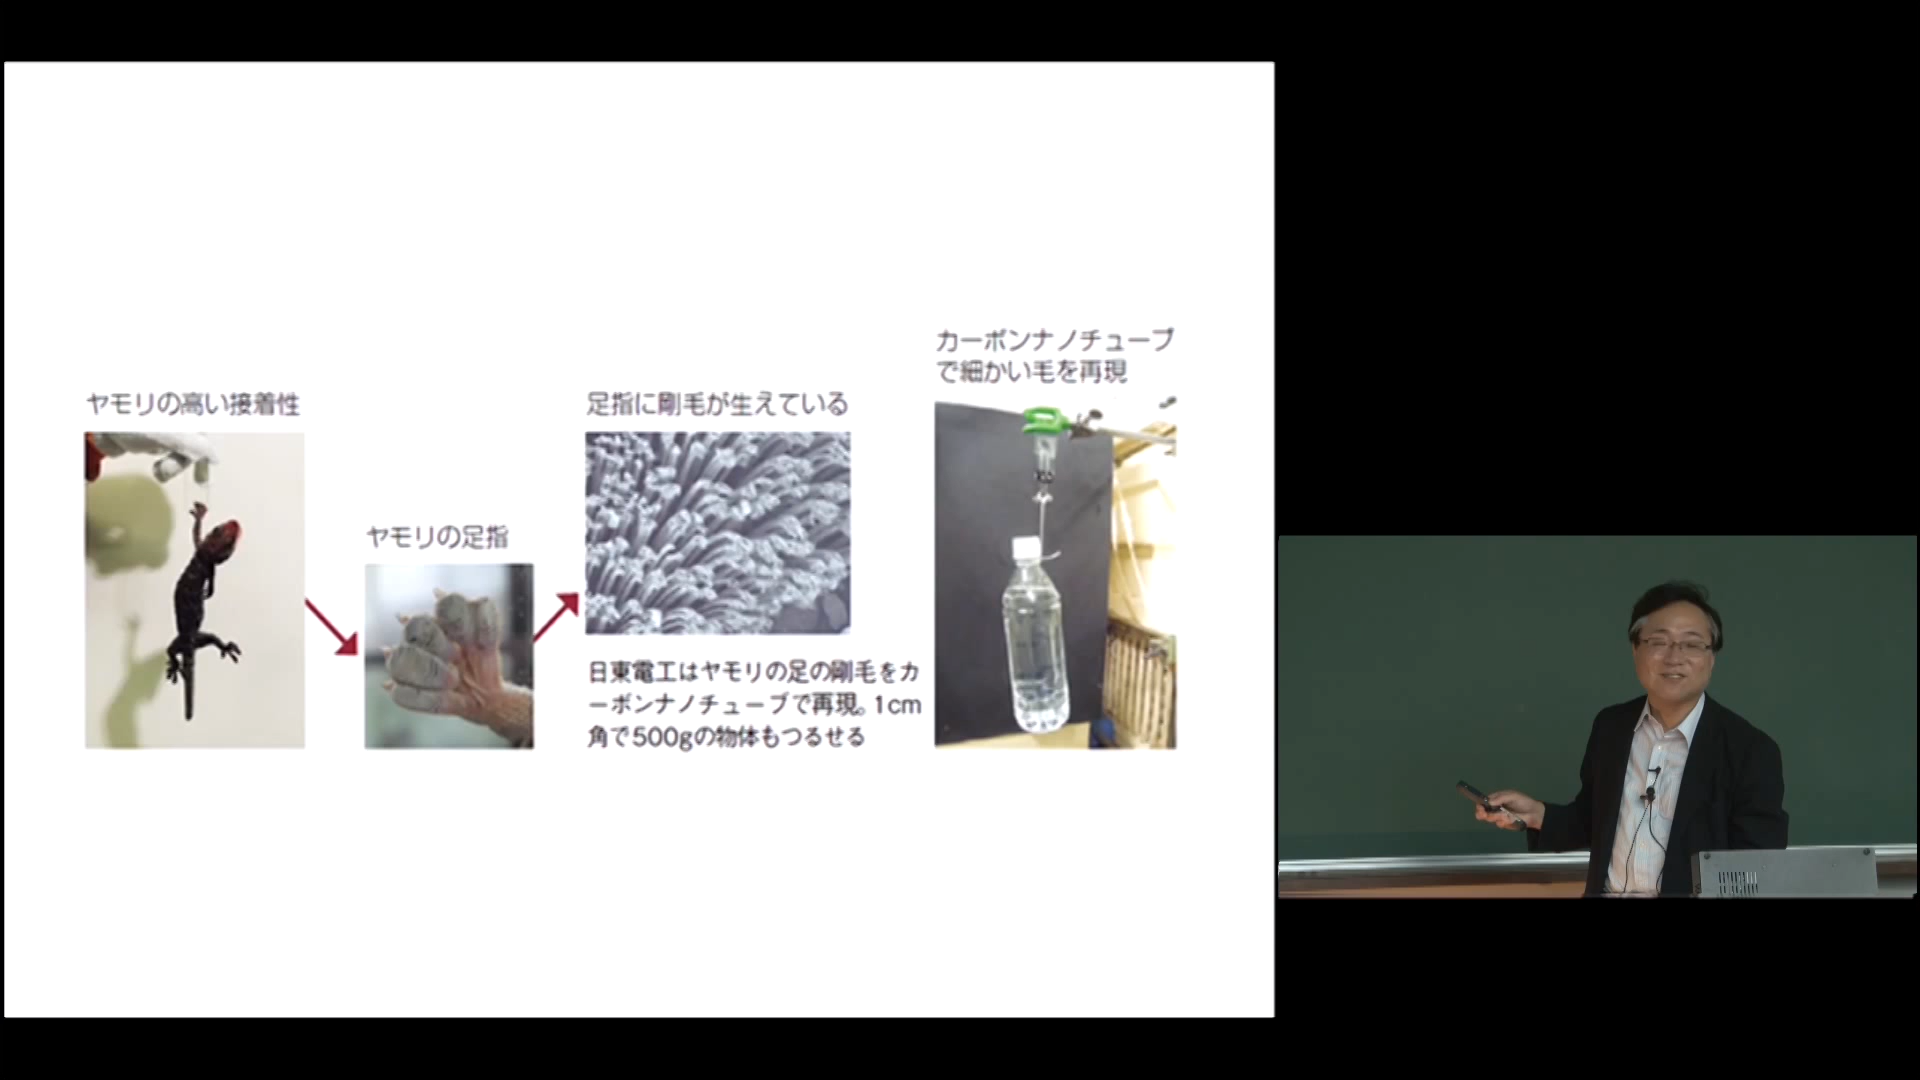 ヤモリの高い接着性
ヤモリの足指
足指に剛毛が生えている
日東電工はヤモリの足の剛毛をカ
ーボンナノチューブで再現。1cm
角で500gの物体もつるせる
カーボンナノチューブ
で細かい毛を再現